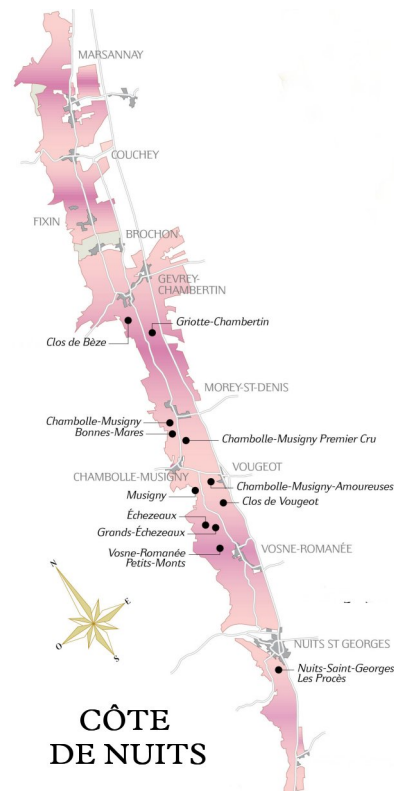 MARSANNAY
COUCHEY
FIXIN
BROCHON
GEVREY-
CHAMBERTIN
Griotte-Chambertin
Clos de Bèze
MOREY-ST-DENIS
Chambolle-Musigny
Bonnes-Mares
Chambolle-Musigny Premier Cru
CHAMBOLLE-MUSIGNY
VOUGEOT
Chambolle-Musigny-Amoureuses
Musigny
Clos de Vougeot
Échezeaux
Grands-Échezeaux
Vosne-Romanée
Petits-Monts
VOSNE-ROMANÉE
N
E
O
S
NUITS ST GEORGES
Nuits-Saint-Georges
Les Procès
CÔTE
DE NUITS